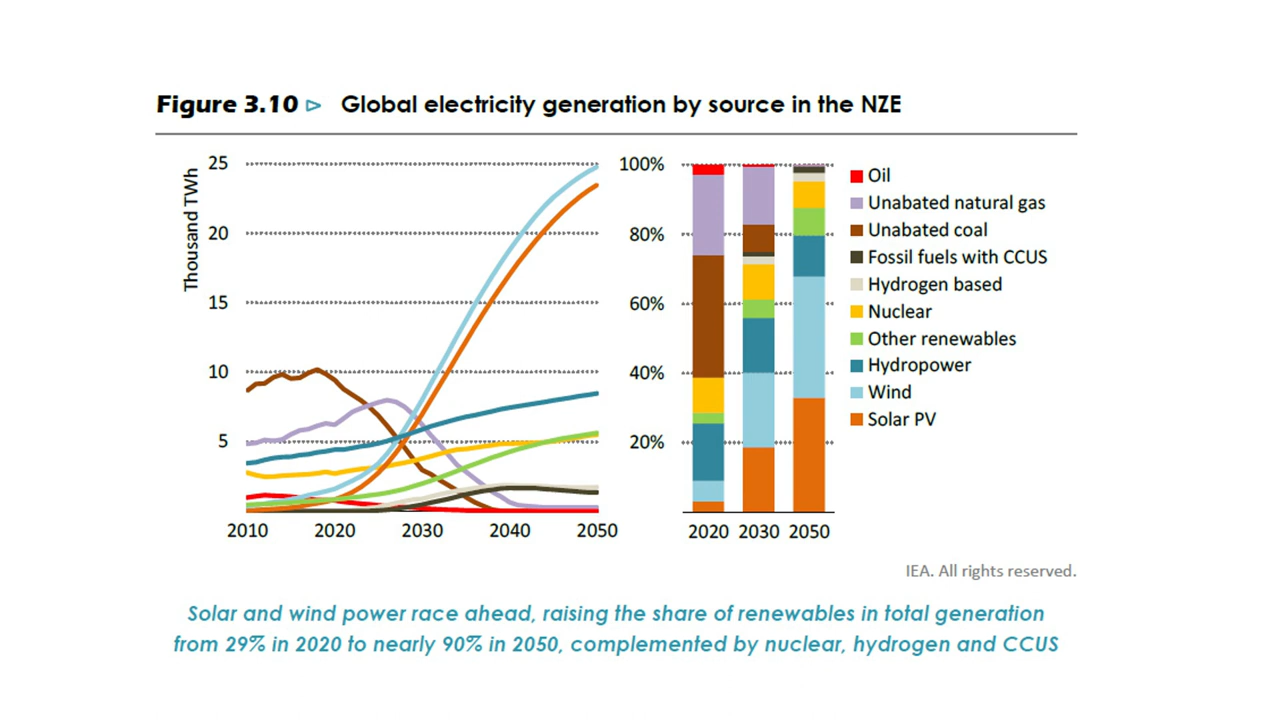 Figure 3.10 ▷ Global electricity generation by source in the NZE
Thousand TWh
25
20
15
10
5
2010 2020 2030 2040 2050
100%
80%
60%
40%
20%
2020 2030 2050
Oil
Unabated natural gas
Unabated coal
Fossil fuels with CCUS
Hydrogen based
Nuclear
Other renewables
Hydropower
Wind
Solar PV
IEA. All rights reserved.
Solar and wind power race ahead, raising the share of renewables in total generation
from 29% in 2020 to nearly 90% in 2050, complemented by nuclear, hydrogen and CCUS